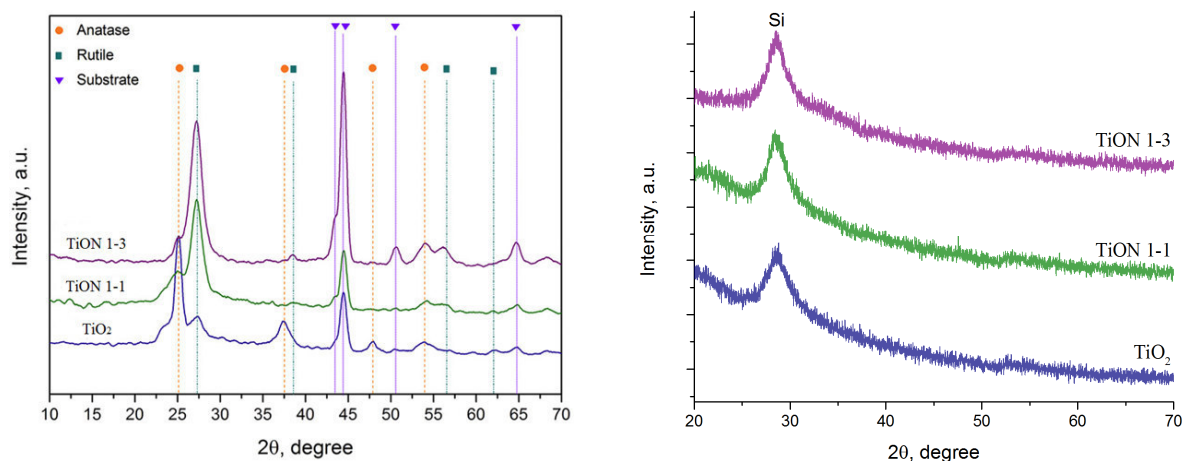 Anatase
Rutile
Substrate
Intensity, a.u.
TiON 1-3
TiON 1-1
TiO2
10 15 20 25 30 35 40 45 50 55 60 65 70
2θ, degree
Si
Intensity, a.u.
TiON 1-3
TiON 1-1
TiO2
20 30 40 50 60 70
2θ, degree